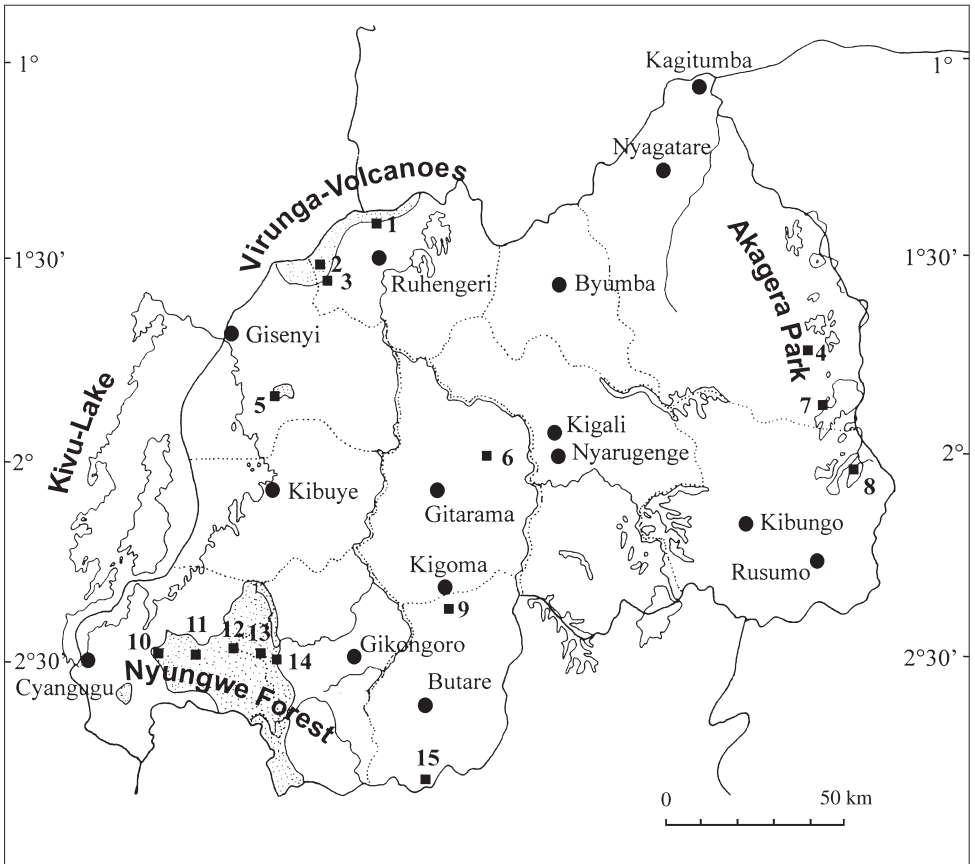 Kagitumba
1°
1°
Nyagatare
Virunga-Volcanoes
1
Akagera Park
1°30’
2
1°30’
3
Ruhengeri
Byumba
Gisenyi
4
Kivu-Lake
5
7
Kigali
6
Nyarugenge
2°
2°
8
Kibuye
Gitarama
Kibungo
Kigoma
Rusumo
9
10
11
12
13
14
Gikongoro
2°30’
2°30’
Nyungwe Forest
Cyangugu
Butare
15
0
50 km